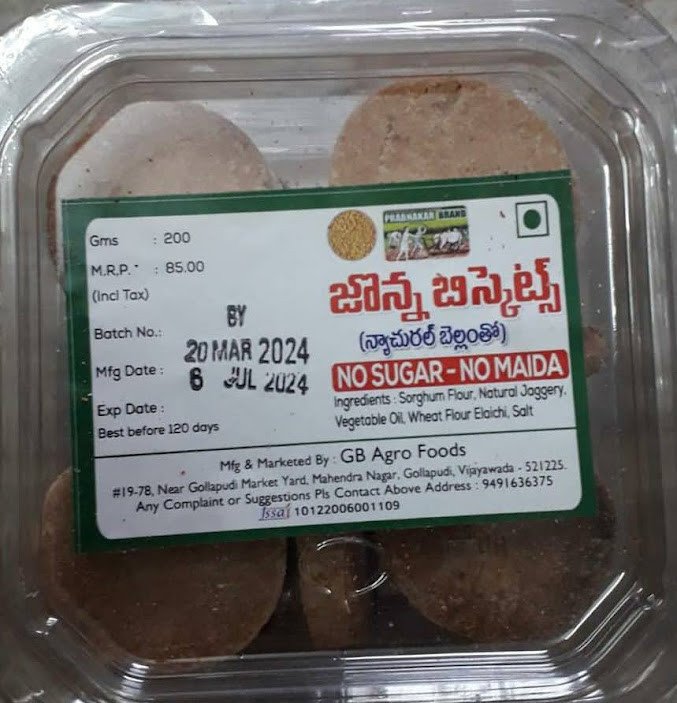 Gms : 200
M.R.P. : 85.00
(Incl Tax)
Batch No.: BY
Mfg Date : 20 MAR 2024
Exp Date : 6 JUL 2024
Best before 120 days
PRABHAKAR BRAND
జొన్న బిస్కెట్స్
(న్యాచురల్ బెల్లంతో)
NO SUGAR - NO MAIDA
Ingredients : Sorghum Flour, Natural Jaggery,
Vegetable Oil, Wheat Flour Elaichi, Salt
Mfg & Marketed By : GB Agro Foods
#19-78, Near Gollapudi Market Yard, Mahendra Nagar, Gollapudi, Vijayawada - 521225.
Any Complaint or Suggestions Pls Contact Above Address : 9491636375
fssai 10122006001109